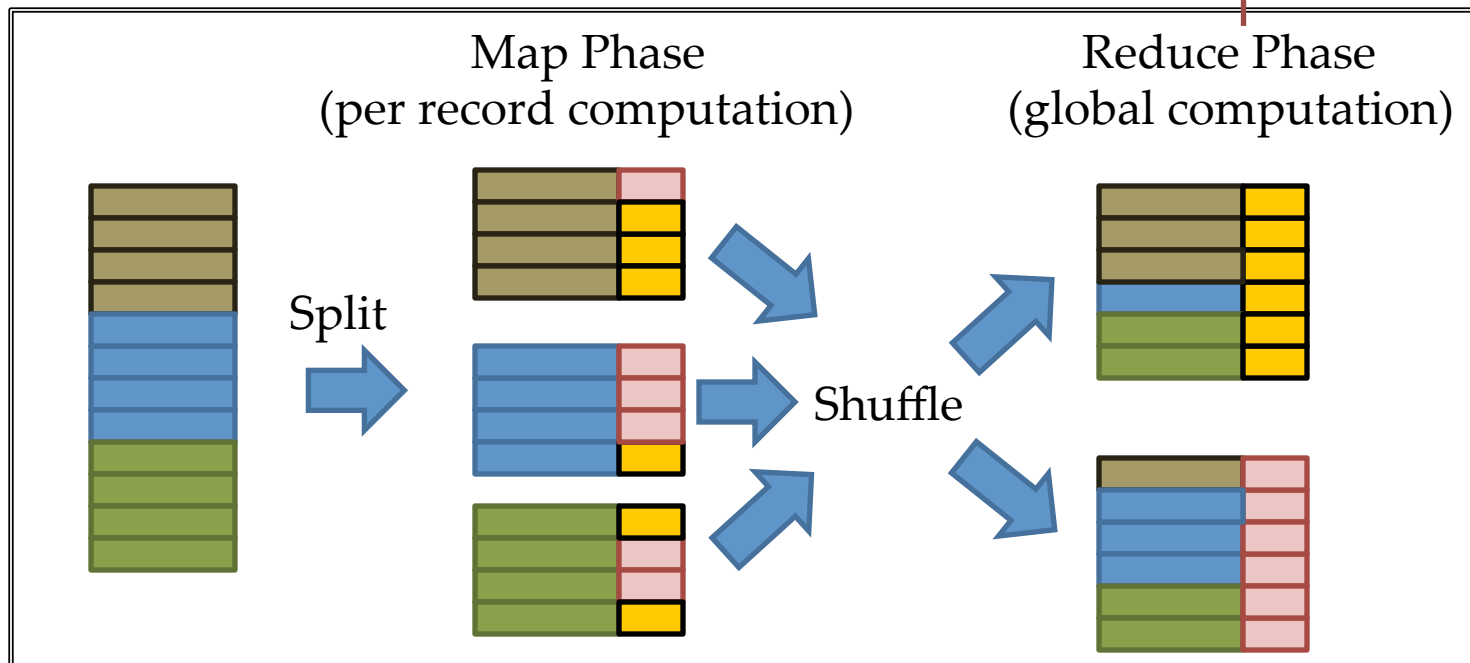 Map Phase
(per record computation)
Reduce Phase
(global computation)
Split
Shuffle